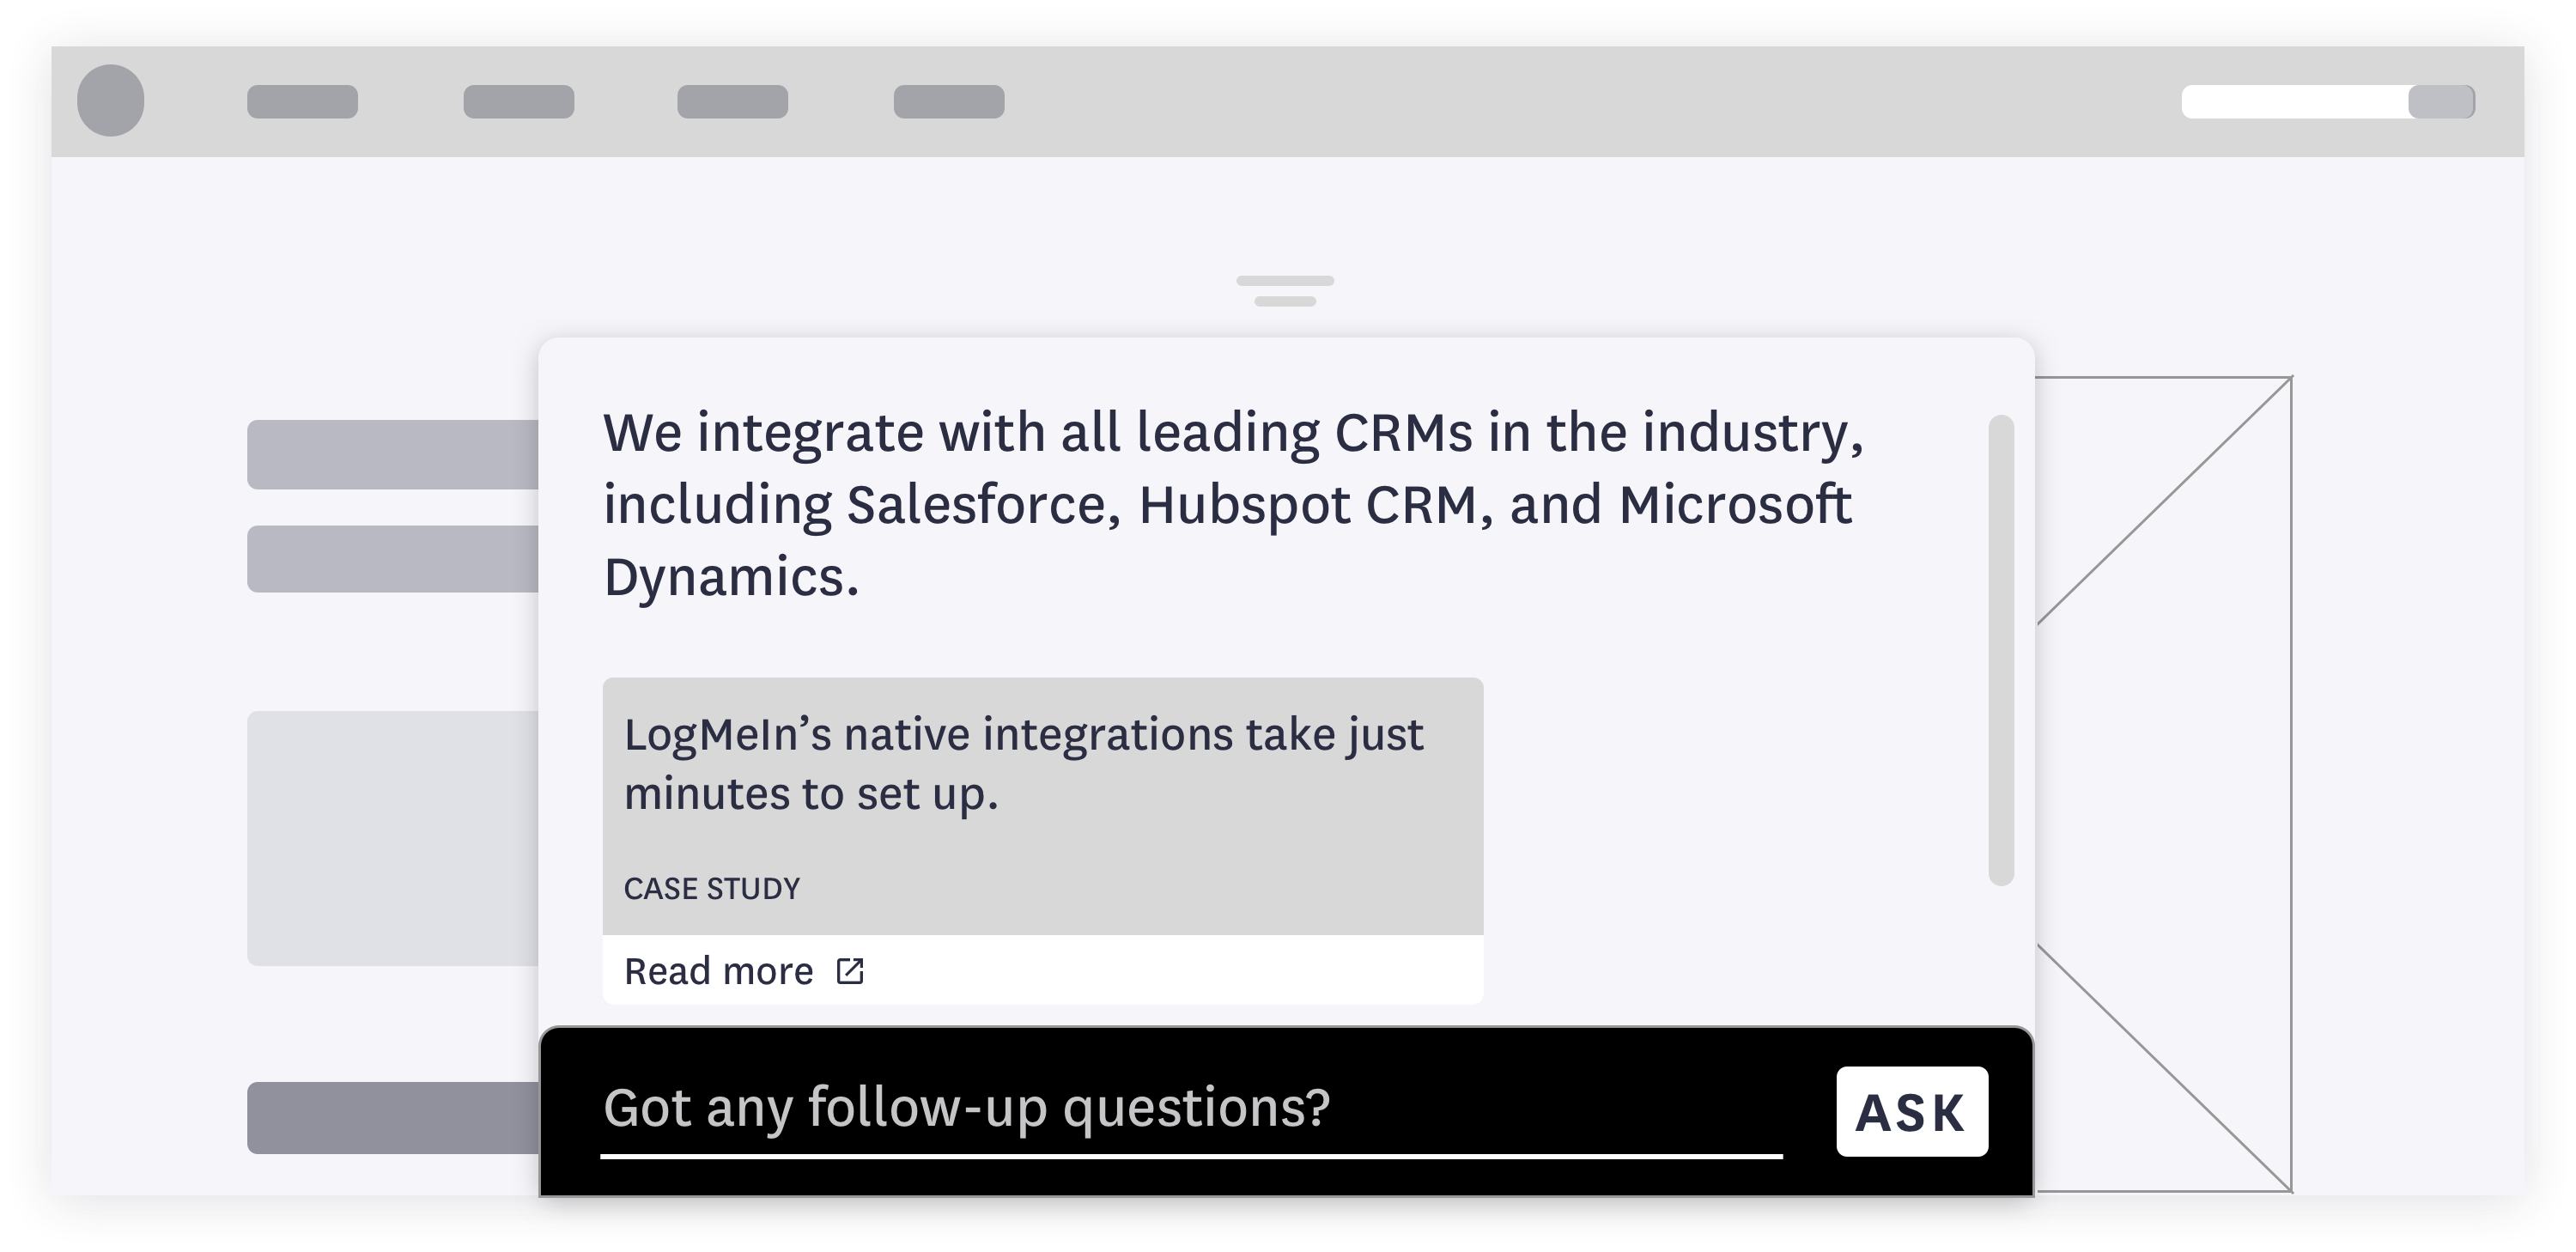 We integrate with all leading CRMs in the industry,
including Salesforce, Hubspot CRM, and Microsoft
Dynamics.
LogMeIn’s native integrations take just
minutes to set up.
CASE STUDY
Read more
Got any follow-up questions?
ASK